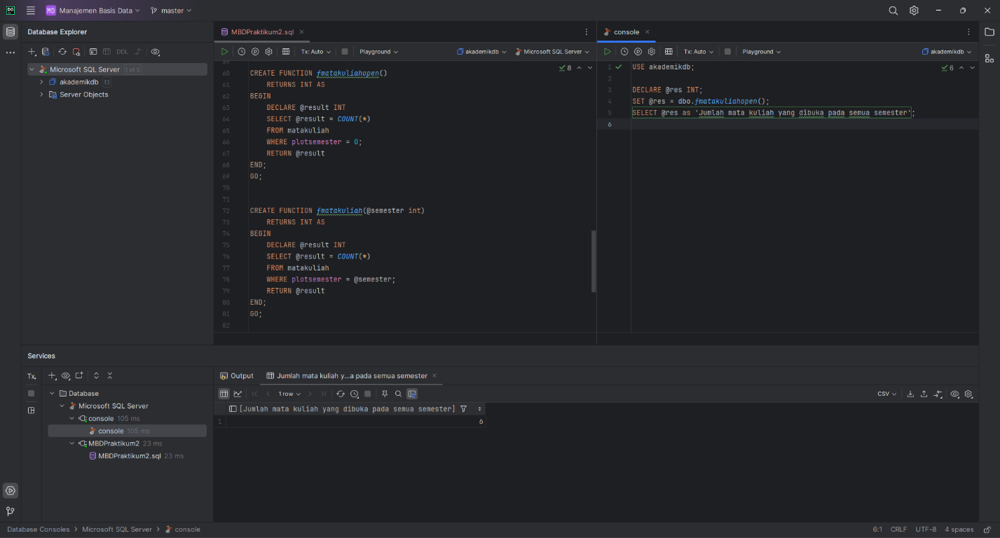 DG MD Manajemen Basis Data master
Database Explorer
DDL
Microsoft SQL Server 1 of 5
akademikdb 13
Server Objects
MBDPraktikum2.sql
Tx: Auto Playground akademikdb Microsoft SQL Server
8
59
60 CREATE FUNCTION fmatakuliahopen()
61 RETURNS INT AS
62 BEGIN
63 DECLARE @result INT
64 SELECT @result = COUNT(*)
65 FROM matakuliah
66 WHERE plotsemester = 0;
67 RETURN @result
68 END;
69 GO;
70
71
72 CREATE FUNCTION fmatakuliah(@semester int)
73 RETURNS INT AS
74 BEGIN
75 DECLARE @result INT
76 SELECT @result = COUNT(*)
77 FROM matakuliah
78 WHERE plotsemester = @semester;
79 RETURN @result
80 END;
81 GO;
82
console
Tx: Auto Playground akademikdb
6
1 USE akademikdb;
2
3 DECLARE @res INT;
4 SET @res = dbo.fmatakuliahopen();
5 SELECT @res as 'Jumlah mata kuliah yang dibuka pada semua semester';
6
Services
Tx
Database
Microsoft SQL Server
console 105 ms
console 105 ms
MBDPraktikum2 23 ms
MBDPraktikum2.sql 23 ms
Output Jumlah mata kuliah y...a pada semua semester
1 row CSV
[Jumlah mata kuliah yang dibuka pada semua semester]
1 6
Database Consoles > Microsoft SQL Server > console
6:1 CRLF UTF-8 4 spaces